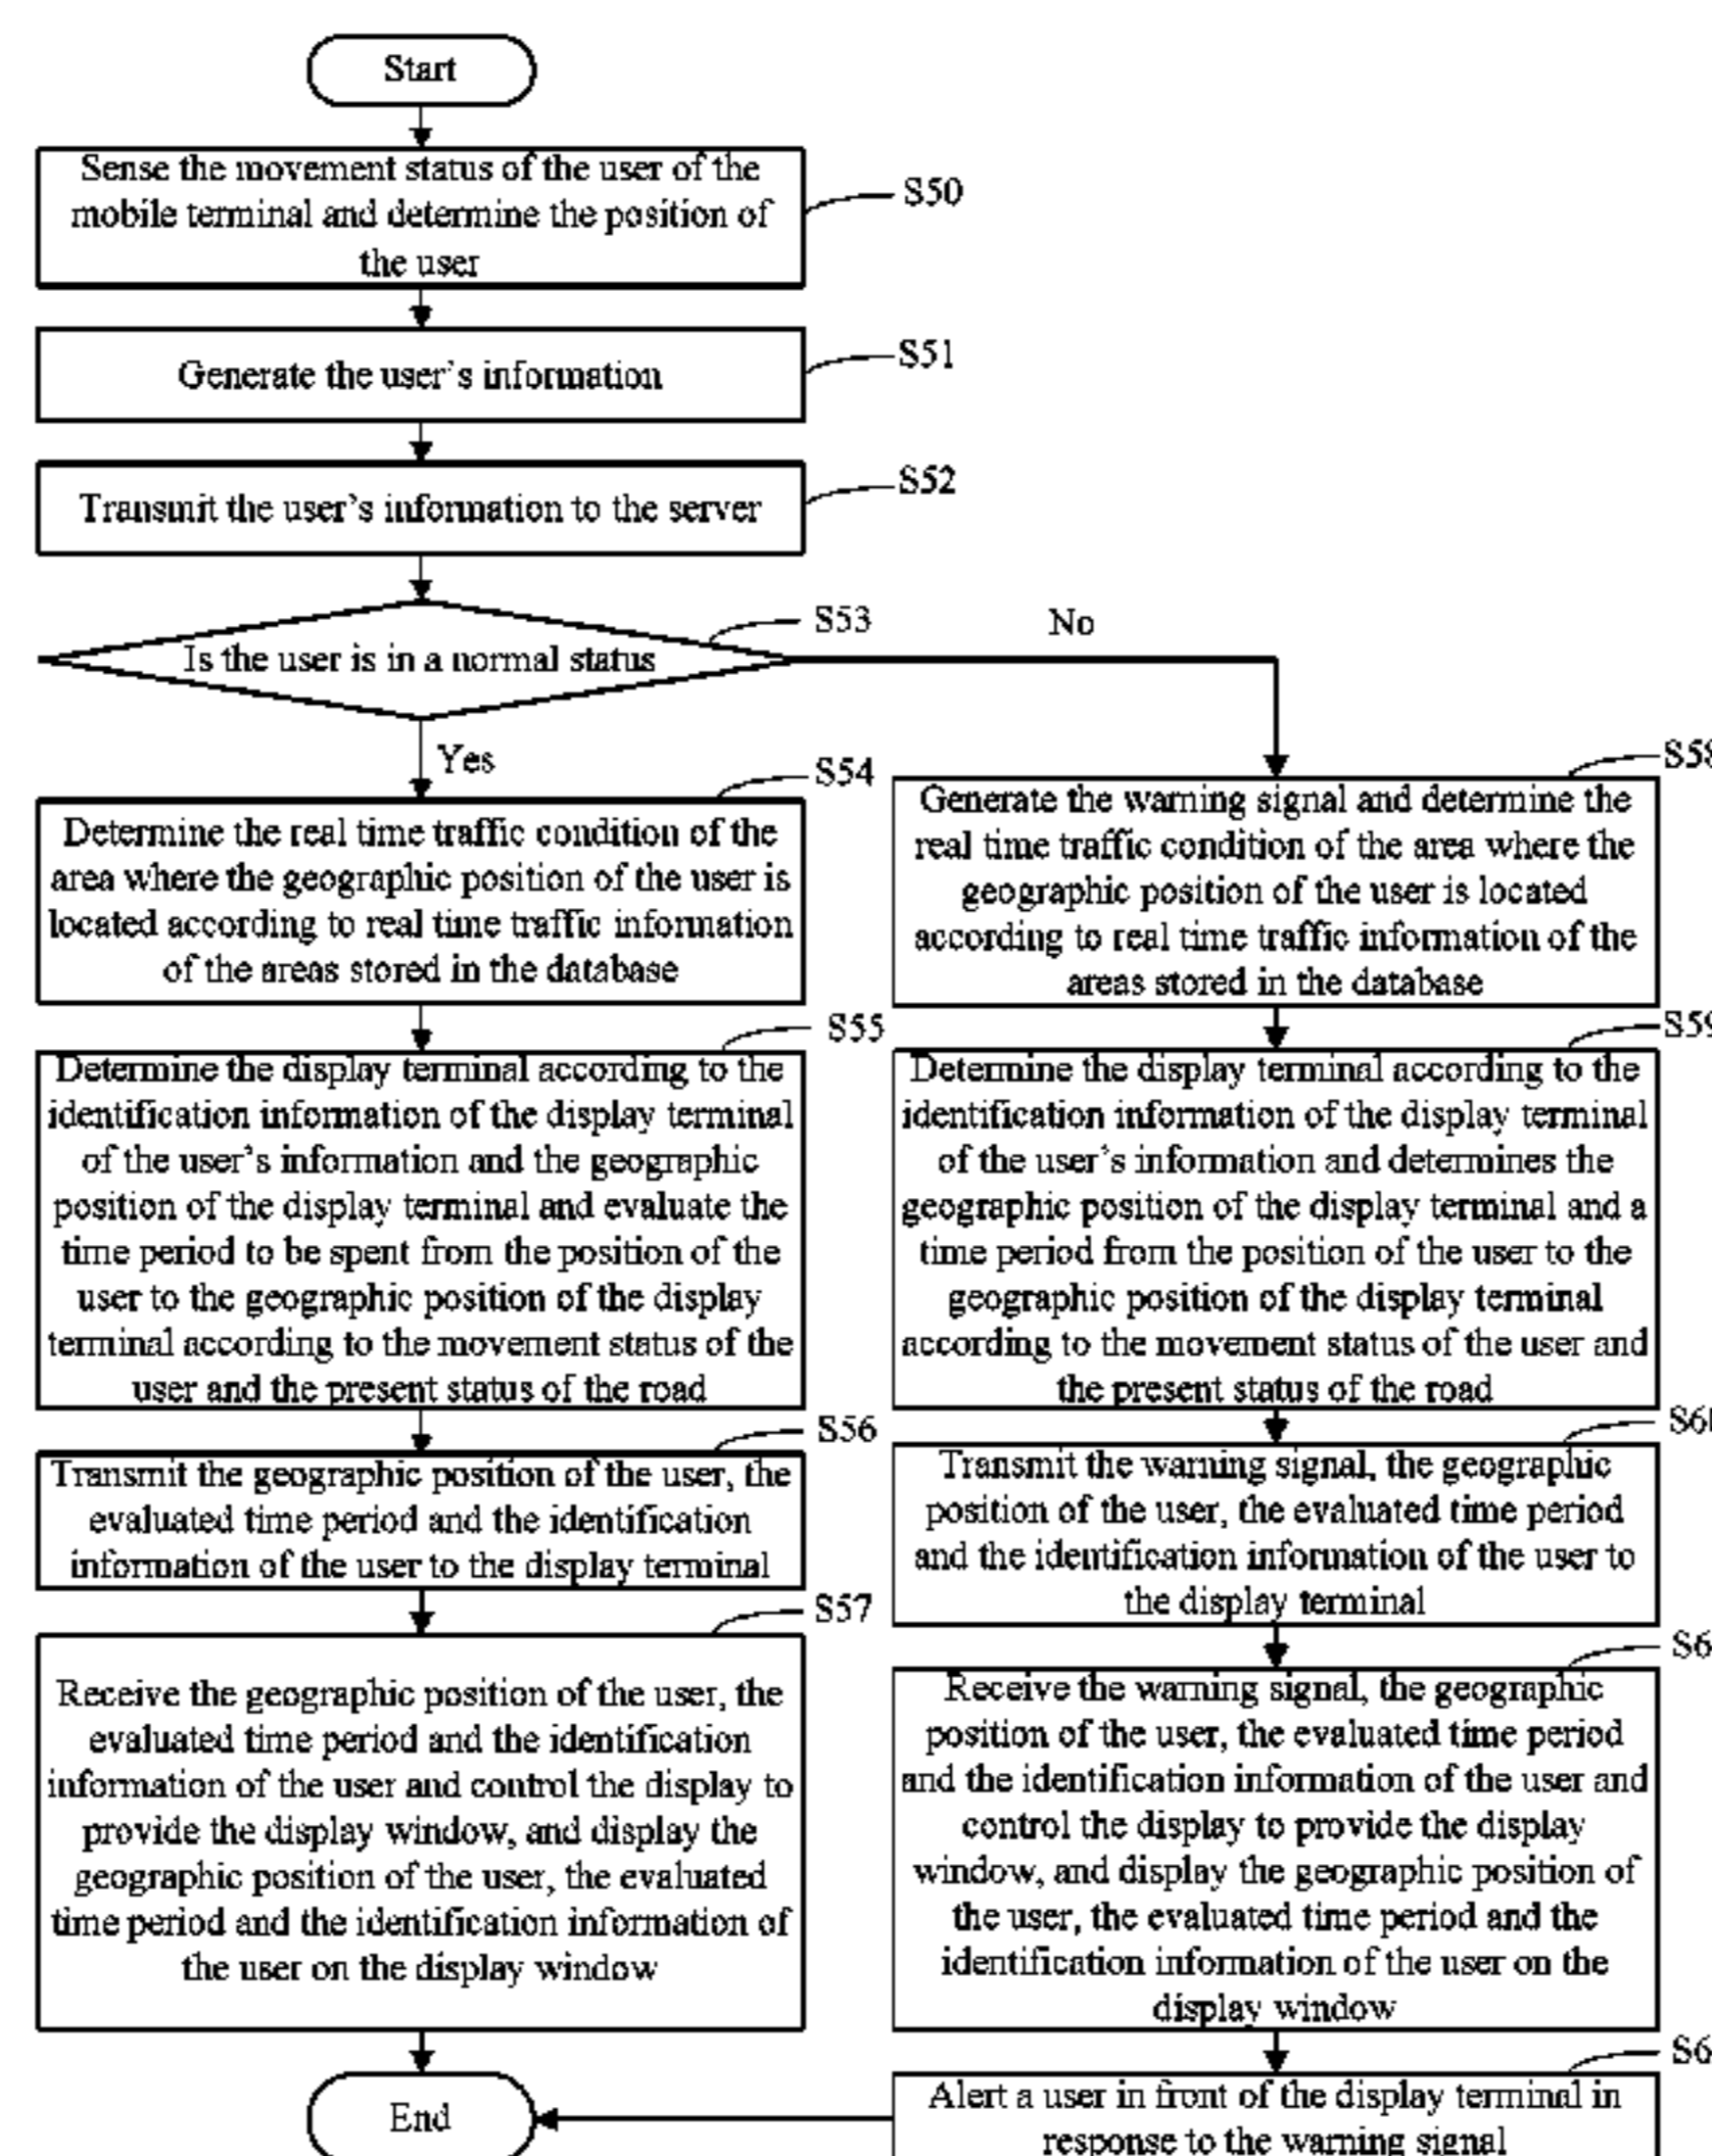 Start
Sense the movement status of the user of the
mobile terminal and determine the position of
the user
S50
Generate the user's information
S51
Transmit the user's information to the server
S52
Is the user is in a normal status
S53
No
Yes
S54
Determine the real time traffic condition of the
area where the geographic position of the user is
located according to real time traffic information
of the areas stored in the database
S55
Determine the display terminal according to the
identification information of the display terminal
of the user's information and the geographic
position of the display terminal and evaluate the
time period to be spent from the position of the
user to the geographic position of the display
terminal according to the movement status of the
user and the present status of the road
S56
Transmit the geographic position of the user, the
evaluated time period and the identification
information of the user to the display terminal
S57
Receive the geographic position of the user, the
evaluated time period and the identification
information of the user and control the display to
provide the display window, and display the
geographic position of the user, the evaluated
time period and the identification information of
the user on the display window
End
S58
Generate the warning signal and determine the
real time traffic condition of the area where the
geographic position of the user is located
according to real time traffic information of the
areas stored in the database
S59
Determine the display terminal according to the
identification information of the display terminal
of the user's information and determines the
geographic position of the display terminal and a
time period from the position of the user to the
geographic position of the display terminal
according to the movement status of the user and
the present status of the road
Transmit the warning signal, the geographic
position of the user, the evaluated time period
and the identification information of the user to
the display terminal
Receive the warning signal, the geographic
position of the user, the evaluated time period
and the identification information of the user and
control the display to provide the display
window, and display the geographic position of
the user, the evaluated time period and the
identification information of the user on the
display window
Alert a user in front of the display terminal in
response to the warning signal